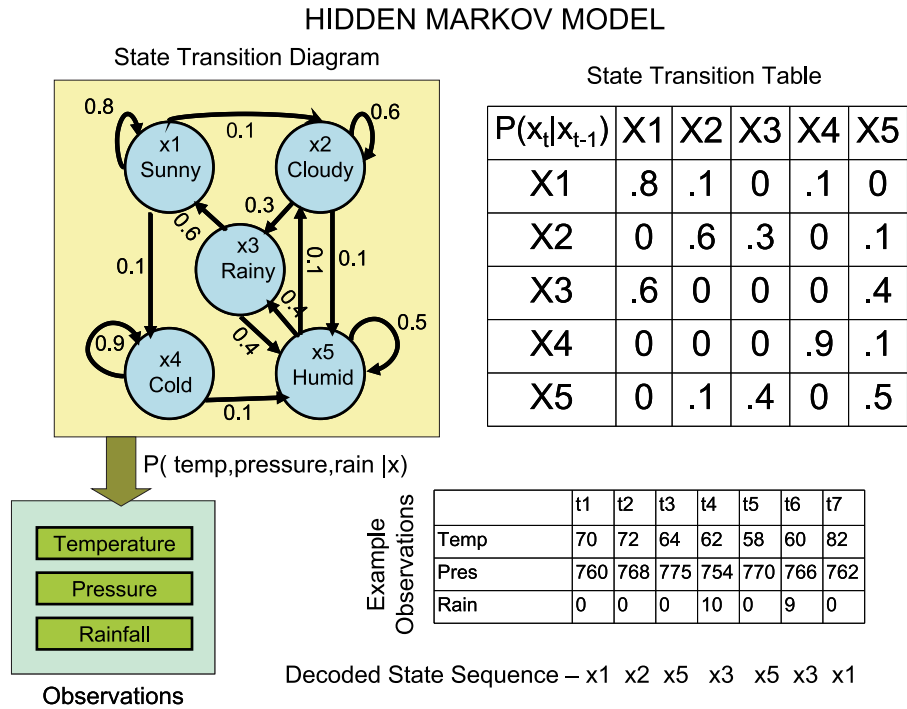 HIDDEN MARKOV MODEL
State Transition Diagram
0.8
0.1
0.6
x1
Sunny
x2
Cloudy
0.3
0.6
x3
Rainy
0.1
0.1
0.1
0.4
0.4
0.5
0.9
x4
Cold
x5
Humid
0.1
P( temp,pressure,rain |x)
Temperature
Pressure
Rainfall
Observations
State Transition Table
P(xt|xt-1) X1 X2 X3 X4 X5
X1 .8 .1 0 .1 0
X2 0 .6 .3 0 .1
X3 .6 0 0 0 .4
X4 0 0 0 .9 .1
X5 0 .1 .4 0 .5
Example
Observations
t1 t2 t3 t4 t5 t6 t7
Temp 70 72 64 62 58 60 82
Pres 760 768 775 754 770 766 762
Rain 0 0 0 10 0 9 0
Decoded State Sequence – x1 x2 x5 x3 x5 x3 x1